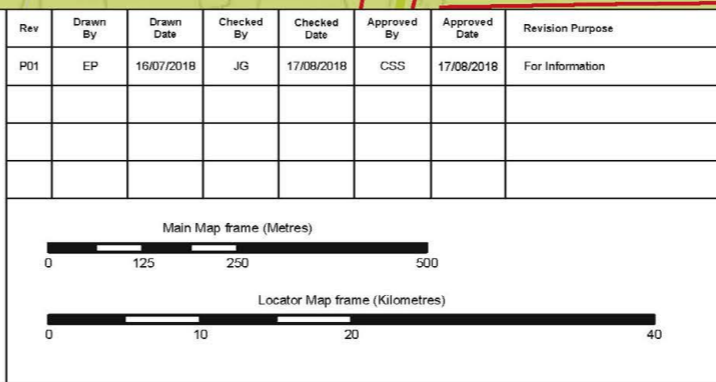 Rev Drawn By Drawn Date Checked By Checked Date Approved By Approved Date Revision Purpose
P01 EP 16/07/2018 JG 17/08/2018 CSS 17/08/2018 For Information
Main Map frame (Metres)
0 125 250 500
Locator Map frame (Kilometres)
0 10 20 40